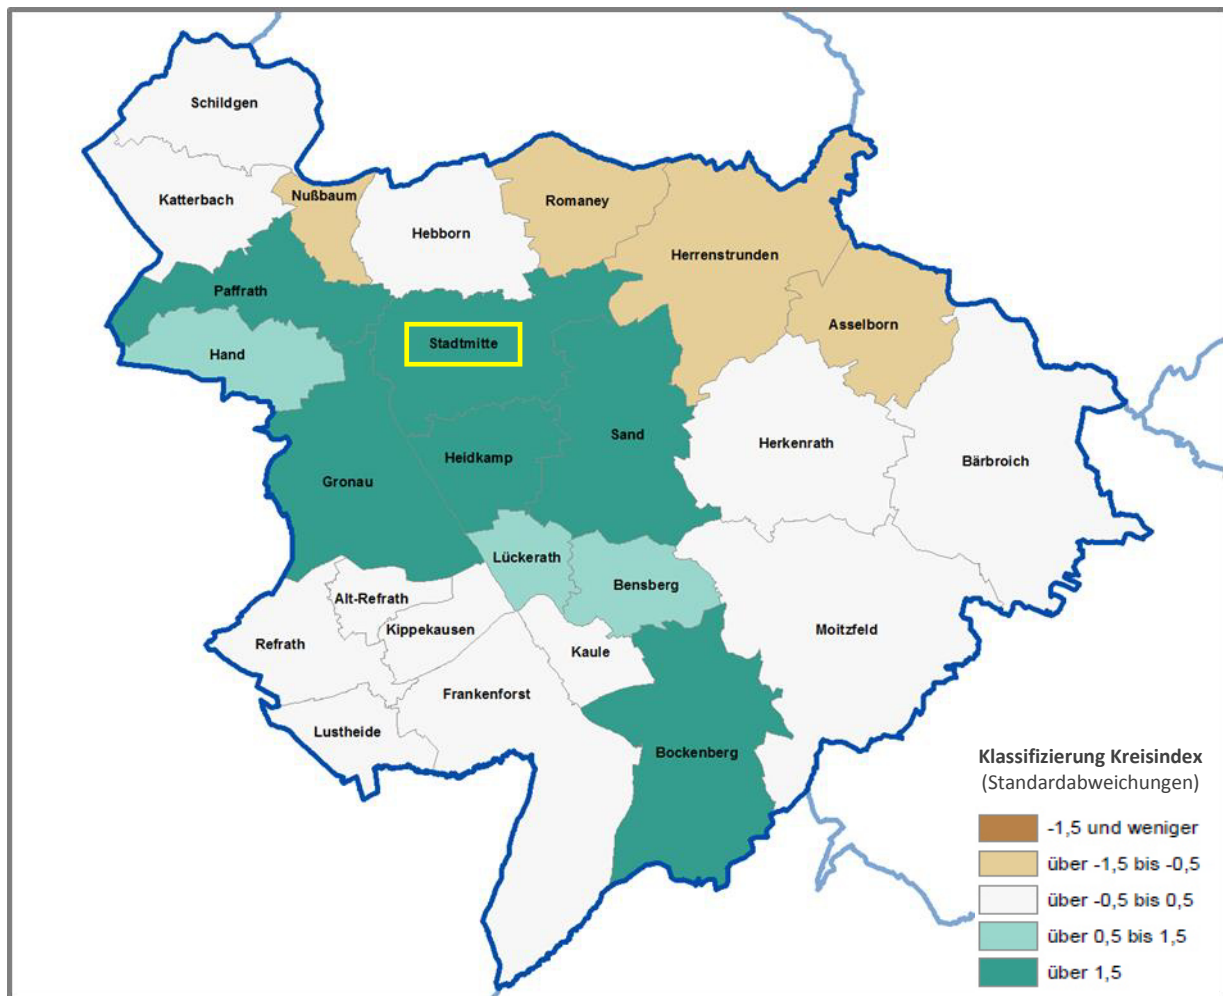 Schildgen
Katterbach
Nußbaum
Romaney
Hebborn
Herrenstrunden
Paffrath
Asselborn
Stadtmitte
Hand
Sand
Herkenrath
Heidkamp
Bärbroich
Gronau
Lückerath
Bensberg
Alt-Refrath
Kippekausen
Moitzfeld
Refrath
Kaule
Frankenforst
Lustheide
Bockenberg
Klassifizierung Kreisindex
(Standardabweichungen)
-1,5 und weniger
über -1,5 bis -0,5
über -0,5 bis 0,5
über 0,5 bis 1,5
über 1,5